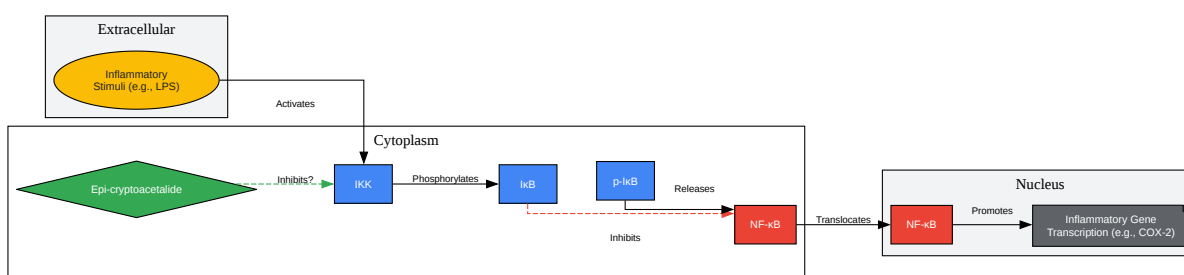 Extracellular
Inflammatory
Stimuli (e.g., LPS)
Activates
Cytoplasm
Epi-cryptoacetalide
Inhibits?
IKK
Phosphorylates
IκB
p-IκB
Releases
Inhibits
NF-κB
Translocates
Nucleus
NF-κB
Promotes
Inflammatory Gene
Transcription (e.g., COX-2)